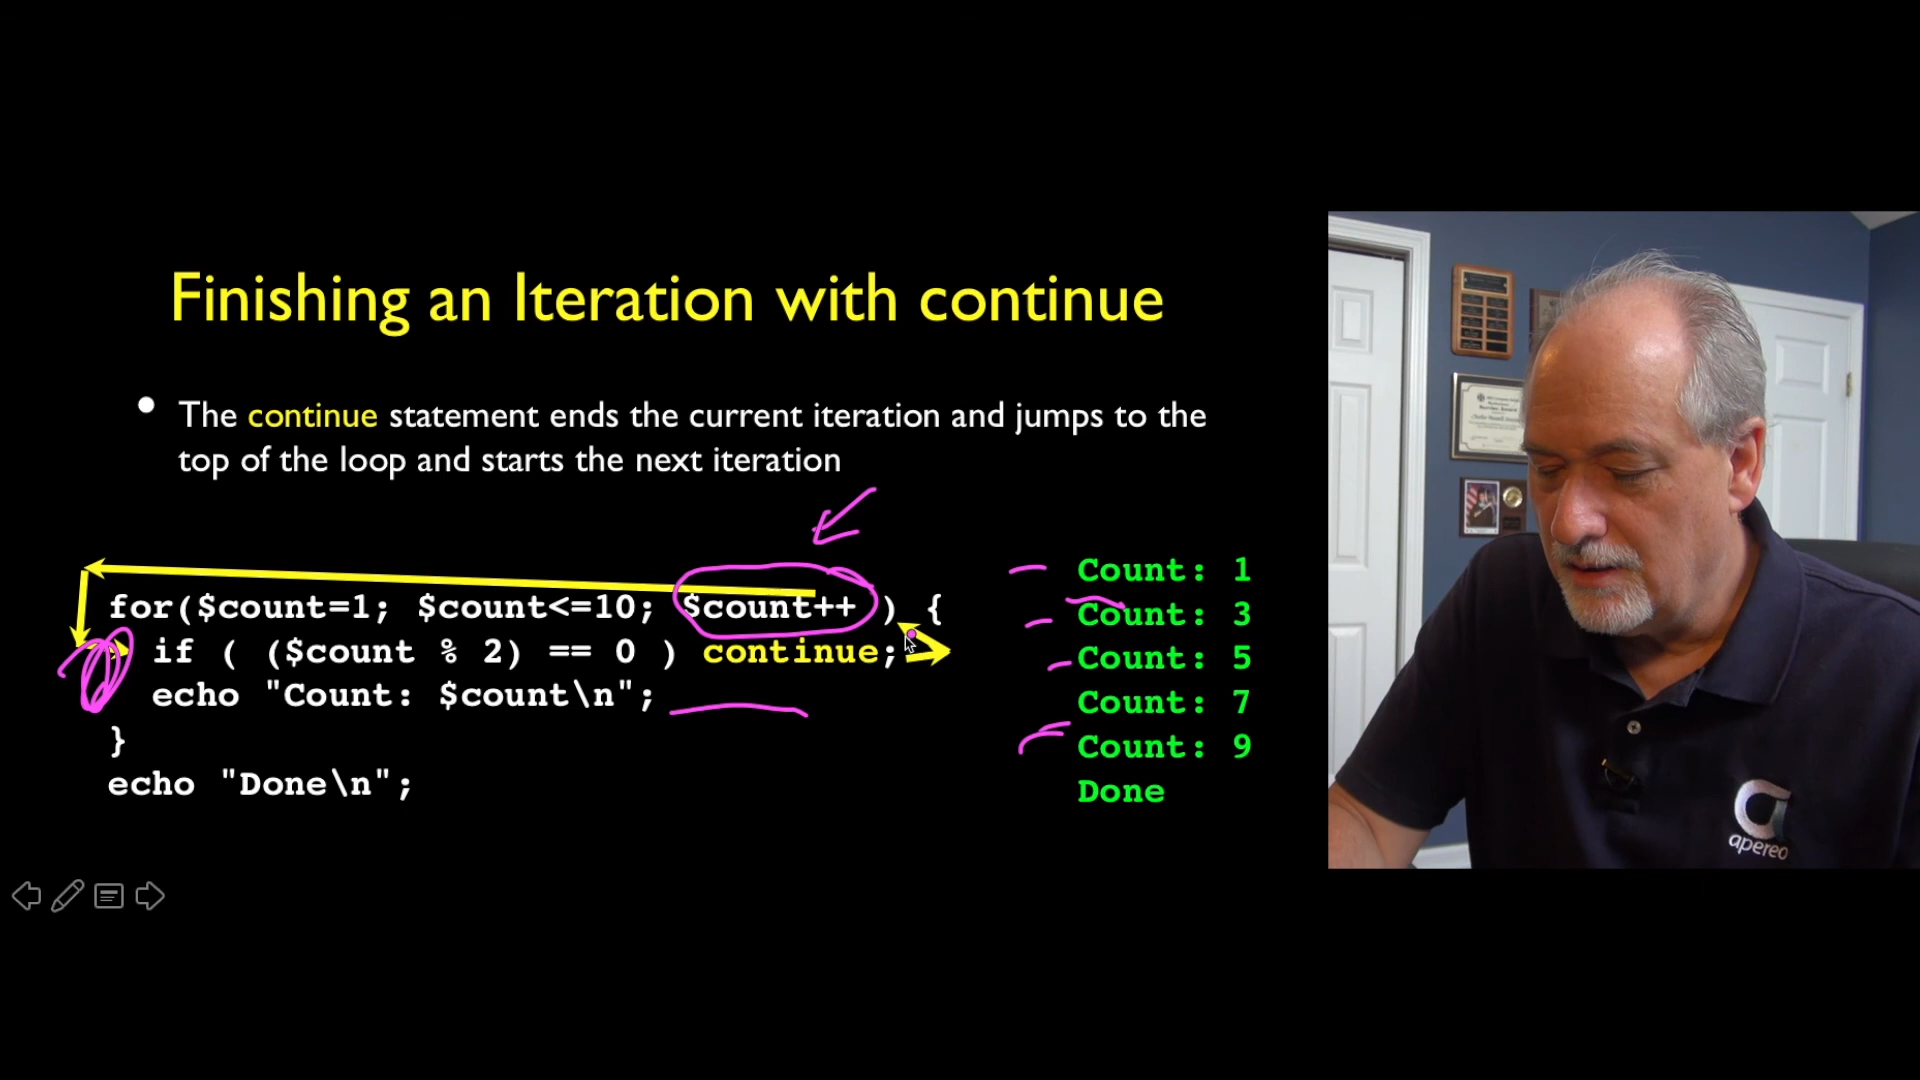 Finishing an Iteration with continue
• The continue statement ends the current iteration and jumps to the
top of the loop and starts the next iteration
for($count=1; $count<=10; $count++ ) {
if ( ($count % 2) == 0 ) continue;
echo "Count: $count\n";
}
echo "Done\n";
Count: 1
Count: 3
Count: 5
Count: 7
Count: 9
Done
apereo